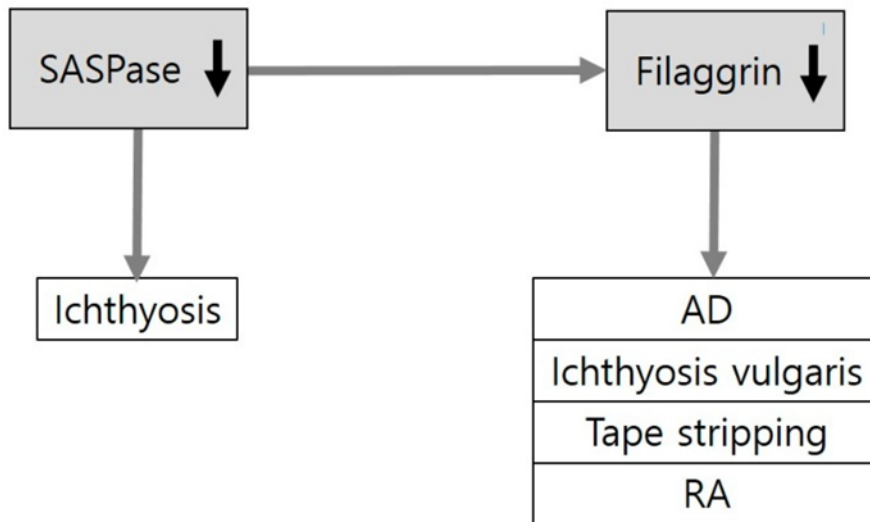 SASPase
Filaggrin
Ichthyosis
AD
Ichthyosis vulgaris
Tape stripping
RA